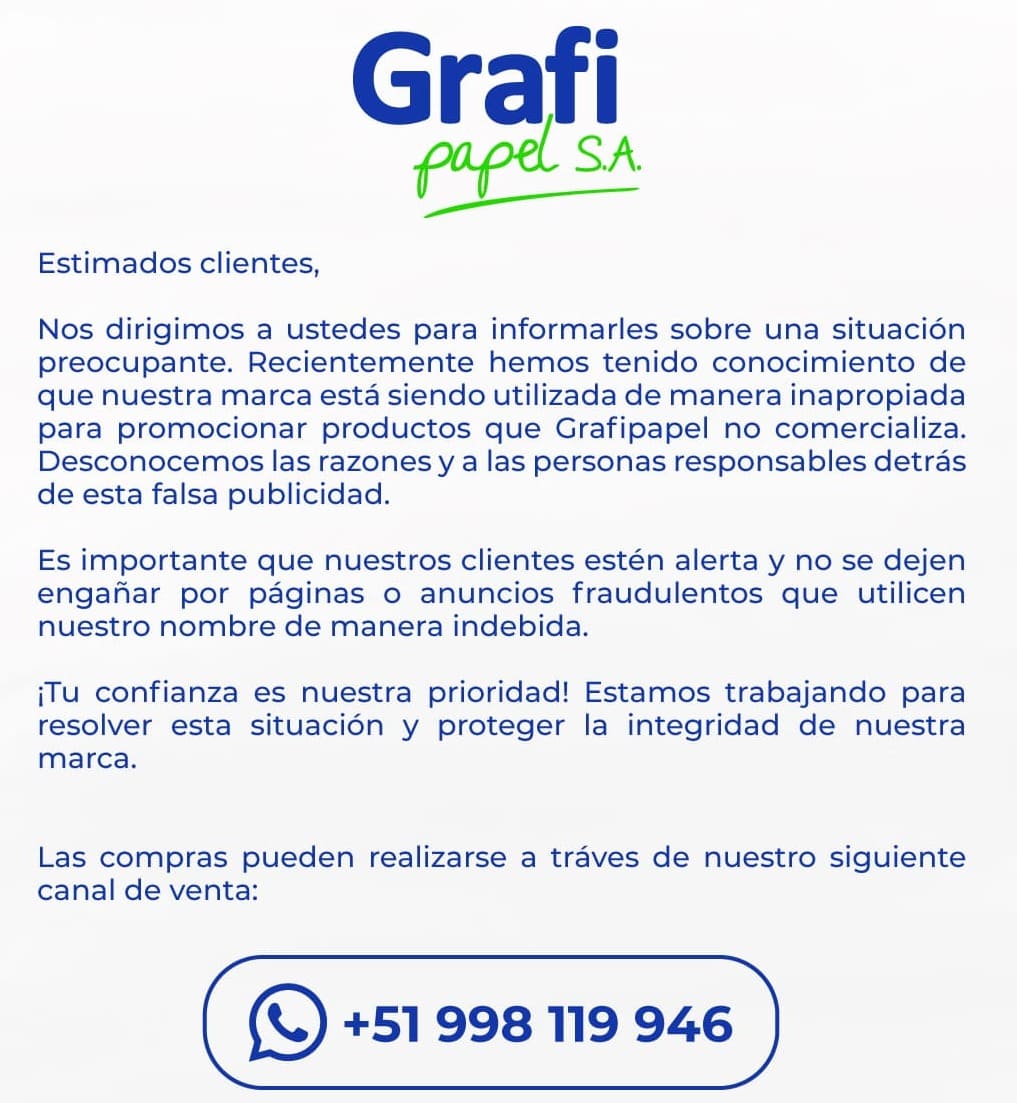 Grafi
papel S.A.
Estimados clientes,
Nos dirigimos a ustedes para informarles sobre una situación
preocupante. Recientemente hemos tenido conocimiento de
que nuestra marca está siendo utilizada de manera inapropiada
para promocionar productos que Grafipapel no comercializa.
Desconocemos las razones y a las personas responsables detrás
de esta falsa publicidad.
Es importante que nuestros clientes estén alerta y no se dejen
engañar por páginas o anuncios fraudulentos que utilicen
nuestro nombre de manera indebida.
¡Tu confianza es nuestra prioridad! Estamos trabajando para
resolver esta situación y proteger la integridad de nuestra
marca.
Las compras pueden realizarse a tráves de nuestro siguiente
canal de venta:
+51 998 119 946